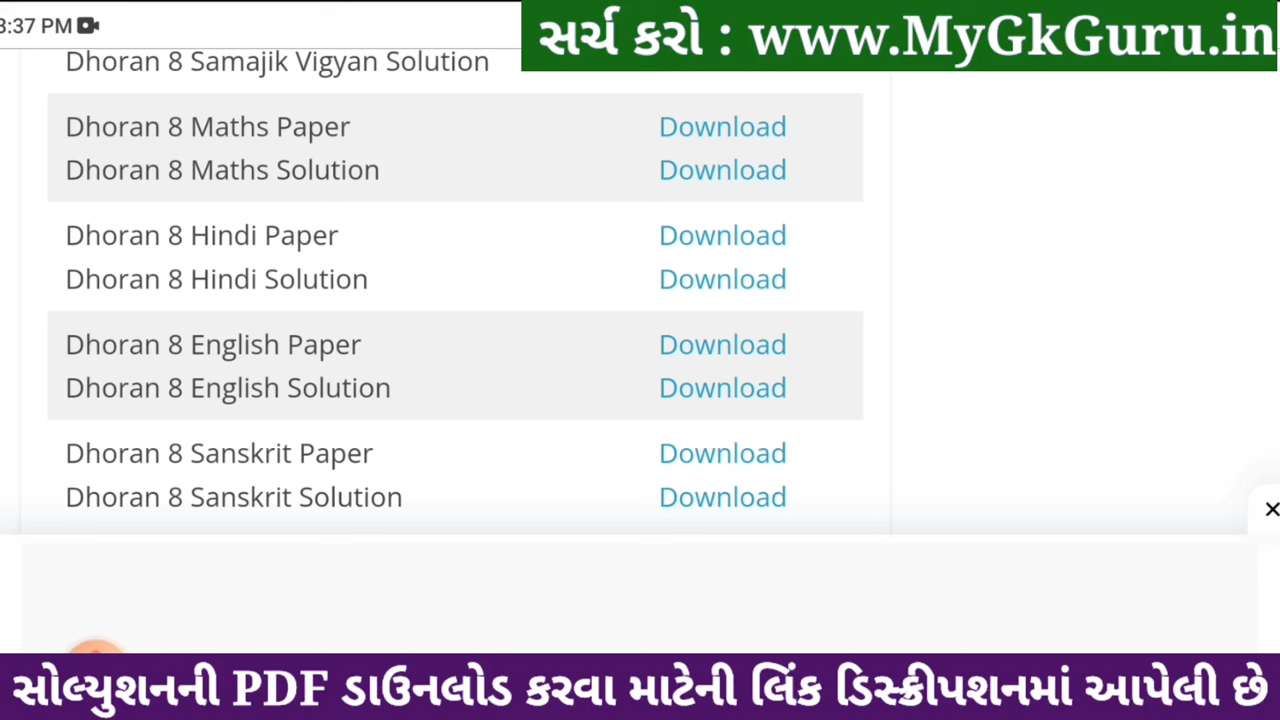 3:37 PM
સર્ચ કરો : www.MyGkGuru.in
Dhoran 8 Samajik Vigyan Solution
Dhoran 8 Maths Paper Download
Dhoran 8 Maths Solution Download
Dhoran 8 Hindi Paper Download
Dhoran 8 Hindi Solution Download
Dhoran 8 English Paper Download
Dhoran 8 English Solution Download
Dhoran 8 Sanskrit Paper Download
Dhoran 8 Sanskrit Solution Download
સોલ્યુશનની PDF ડાઉનલોડ કરવા માટેની લિંક ડિસ્ક્રીપશનમાં આપેલી છે